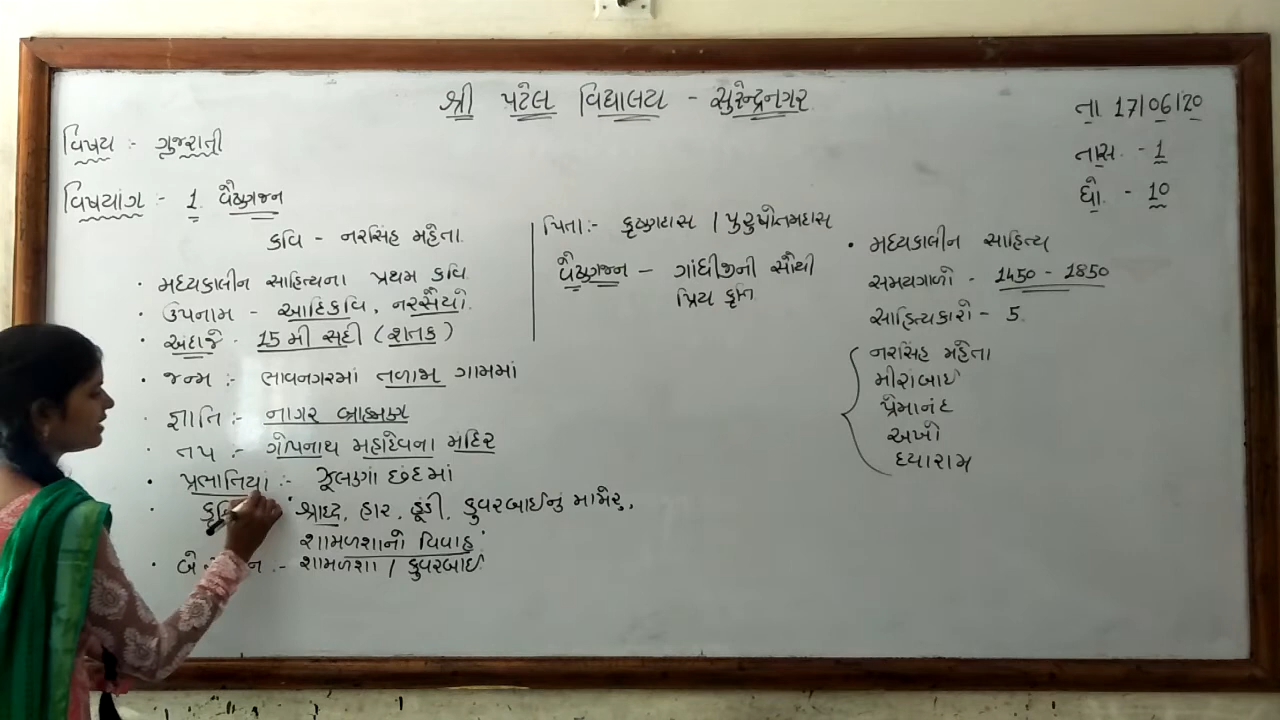 શ્રી પટેલ વિદ્યાલય - સુરેન્દ્રનગર
તા 17/06/20
તાસ. - 1
ધો. - 10
વિષય :- ગુજરાતી
વિષયાંગ :- 1. વૈષ્ણવજન
કવિ - નરસિંહ મહેતા.
• મધ્યકાલીન સાહિત્યના પ્રથમ કવિ
• ઉપનામ - આદિકવિ, નરસૈંયો.
• અંદાજે - 15 મી સદી (શતક)
• જન્મ :- ભાવનગરમાં તળાજા ગામમાં
• જ્ઞાતિ :- નાગર બ્રાહ્મણ
• તપ :- ગોપનાથ મહાદેવના મંદિર
• પ્રભાતિયા :- ઝૂલણાં છંદમાં
• શ્રાદ્ધ, હાર, હૂંડી, કુંવરબાઈનું મામેરું,
શામળશાનો વિવાહ
• શામળશા / કુંવરબાઈ
પિતા :- કૃષ્ણદાસ / પુરુષોતમદાસ
વૈષ્ણવજન - ગાંધીજીની સૌથી
પ્રિય કૃતિ
• મધ્યકાલીન સાહિત્ય
સમયગાળો - 1450 - 1850
સાહિત્યકારો - 5
નરસિંહ મહેતા
મીરાંબાઈ
પ્રેમાનંદ
અખો
દયારામ